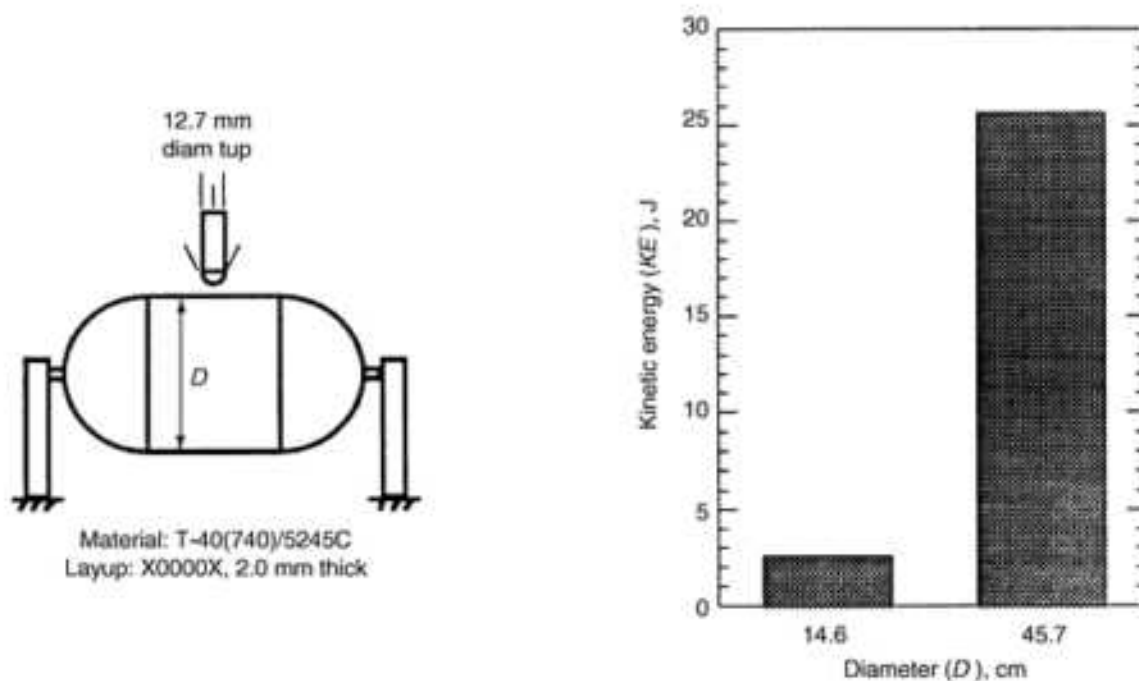 12.7 mm
diam tup
D
Material: T-40(740)/5245C
Layup: X0000X, 2.0 mm thick
Kinetic energy (KE), J
30
25
20
15
10
5
0
14.6
45.7
Diameter (D), cm